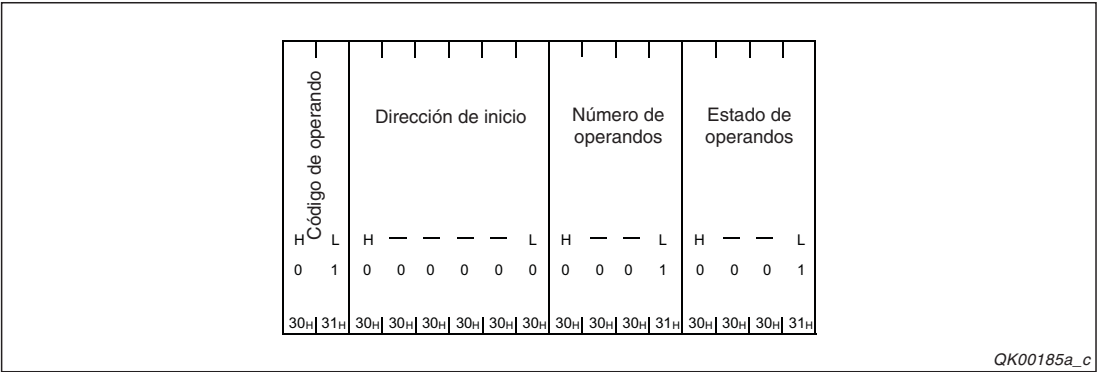 Código de operando
Dirección de inicio
Número de
operandos
Estado de
operandos
H L H — — — — L H — — L H — — L
0 1 0 0 0 0 0 0 0 0 0 1 0 0 0 1
30H 31H 30H 30H 30H 30H 30H 30H 30H 30H 30H 31H 30H 30H 30H 31H
QK00185a_c